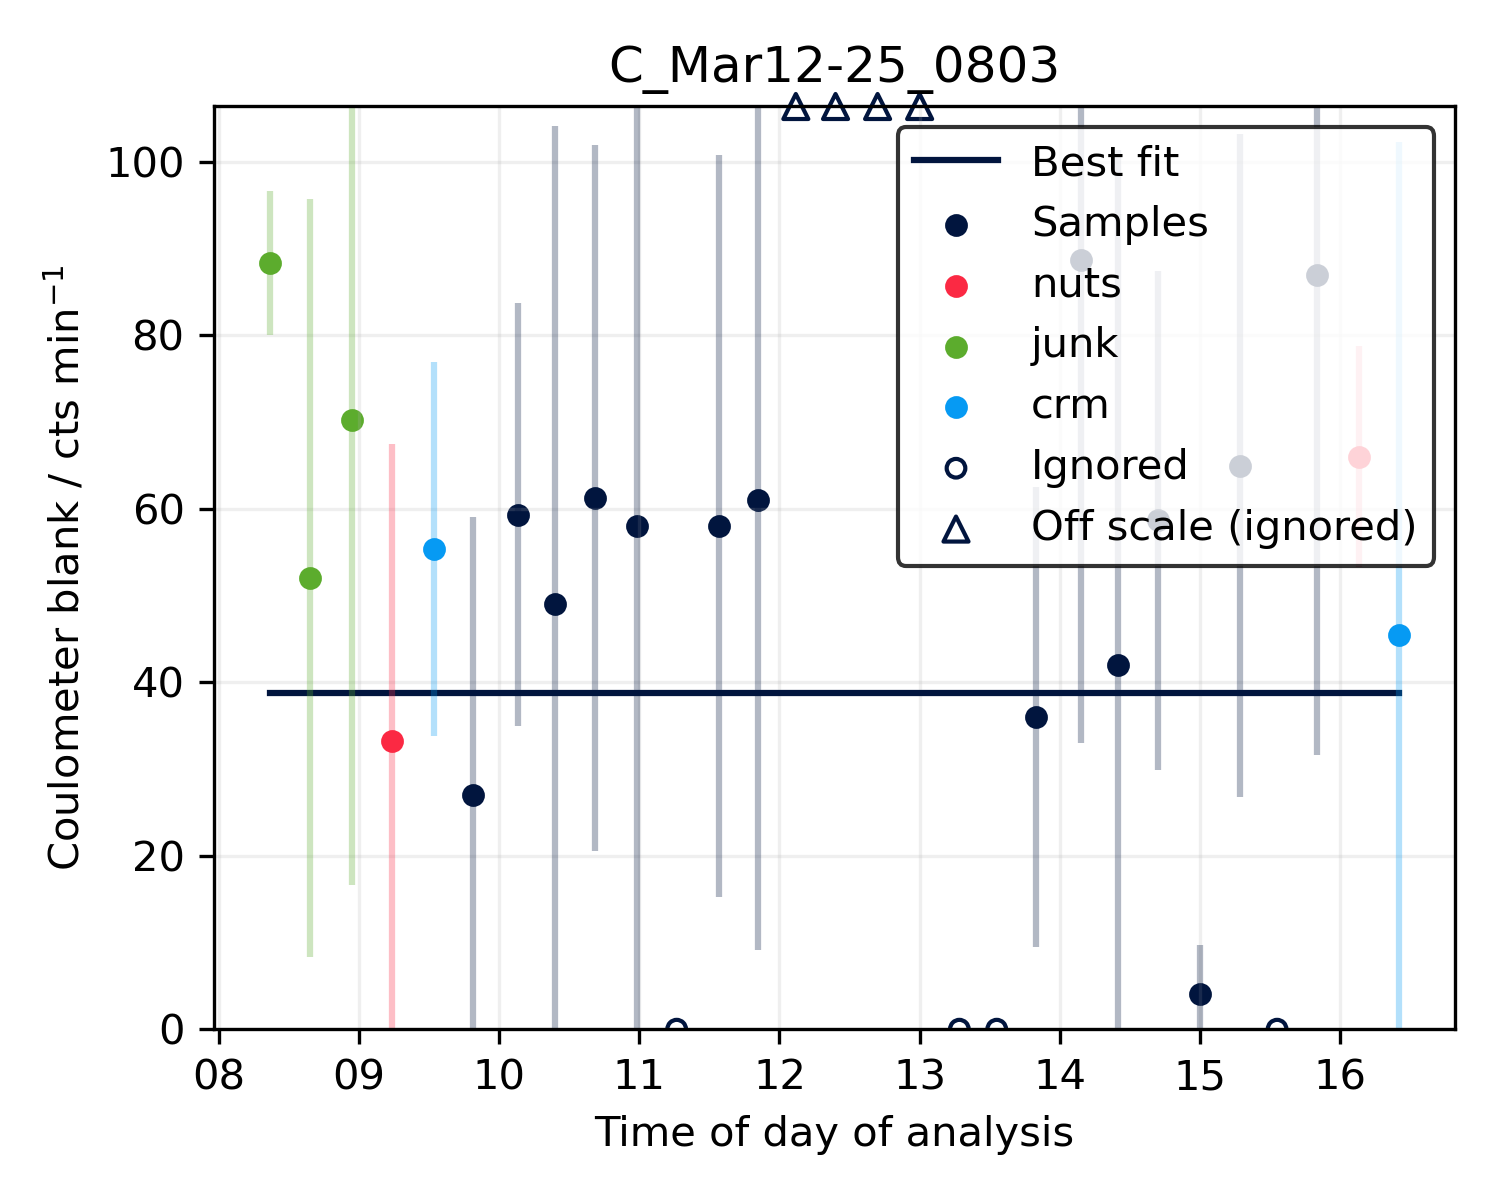 C_Mar12-25_0803
Coulometer blank / cts min⁻¹
100
80
60
40
20
0
Best fit
Samples
nuts
junk
crm
Ignored
Off scale (ignored)
08 09 10 11 12 13 14 15 16
Time of day of analysis